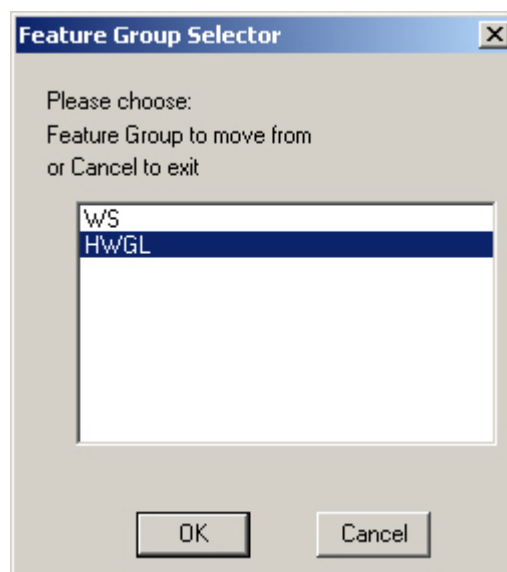 Feature Group Selector
Please choose:
Feature Group to move from
or Cancel to exit
WS
HWGL
OK
Cancel